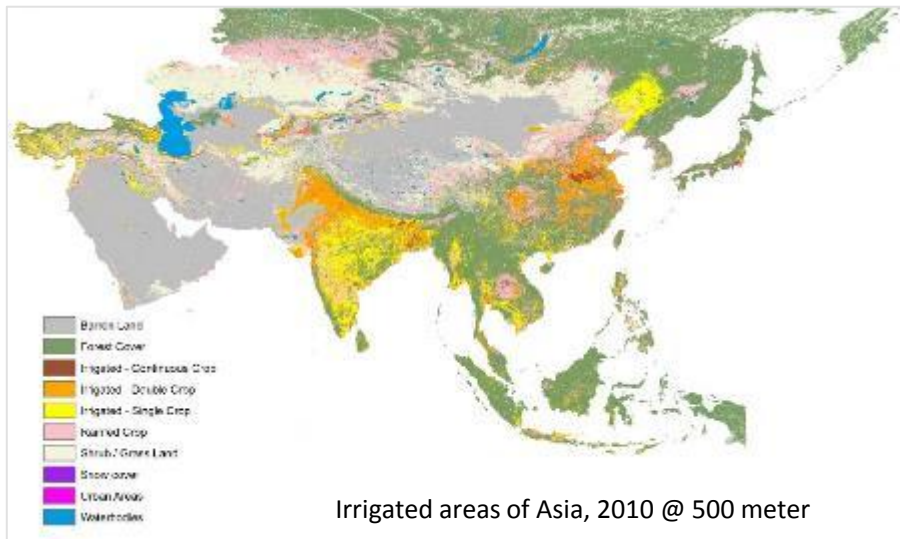 Barren Land
Forest Cover
Irrigated - Continuous Crop
Irrigated - Double Crop
Irrigated - Single Crop
Rainfed Crop
Shrub / Grass Land
Snow cover
Urban Areas
Waterbodies
Irrigated areas of Asia, 2010 @ 500 meter